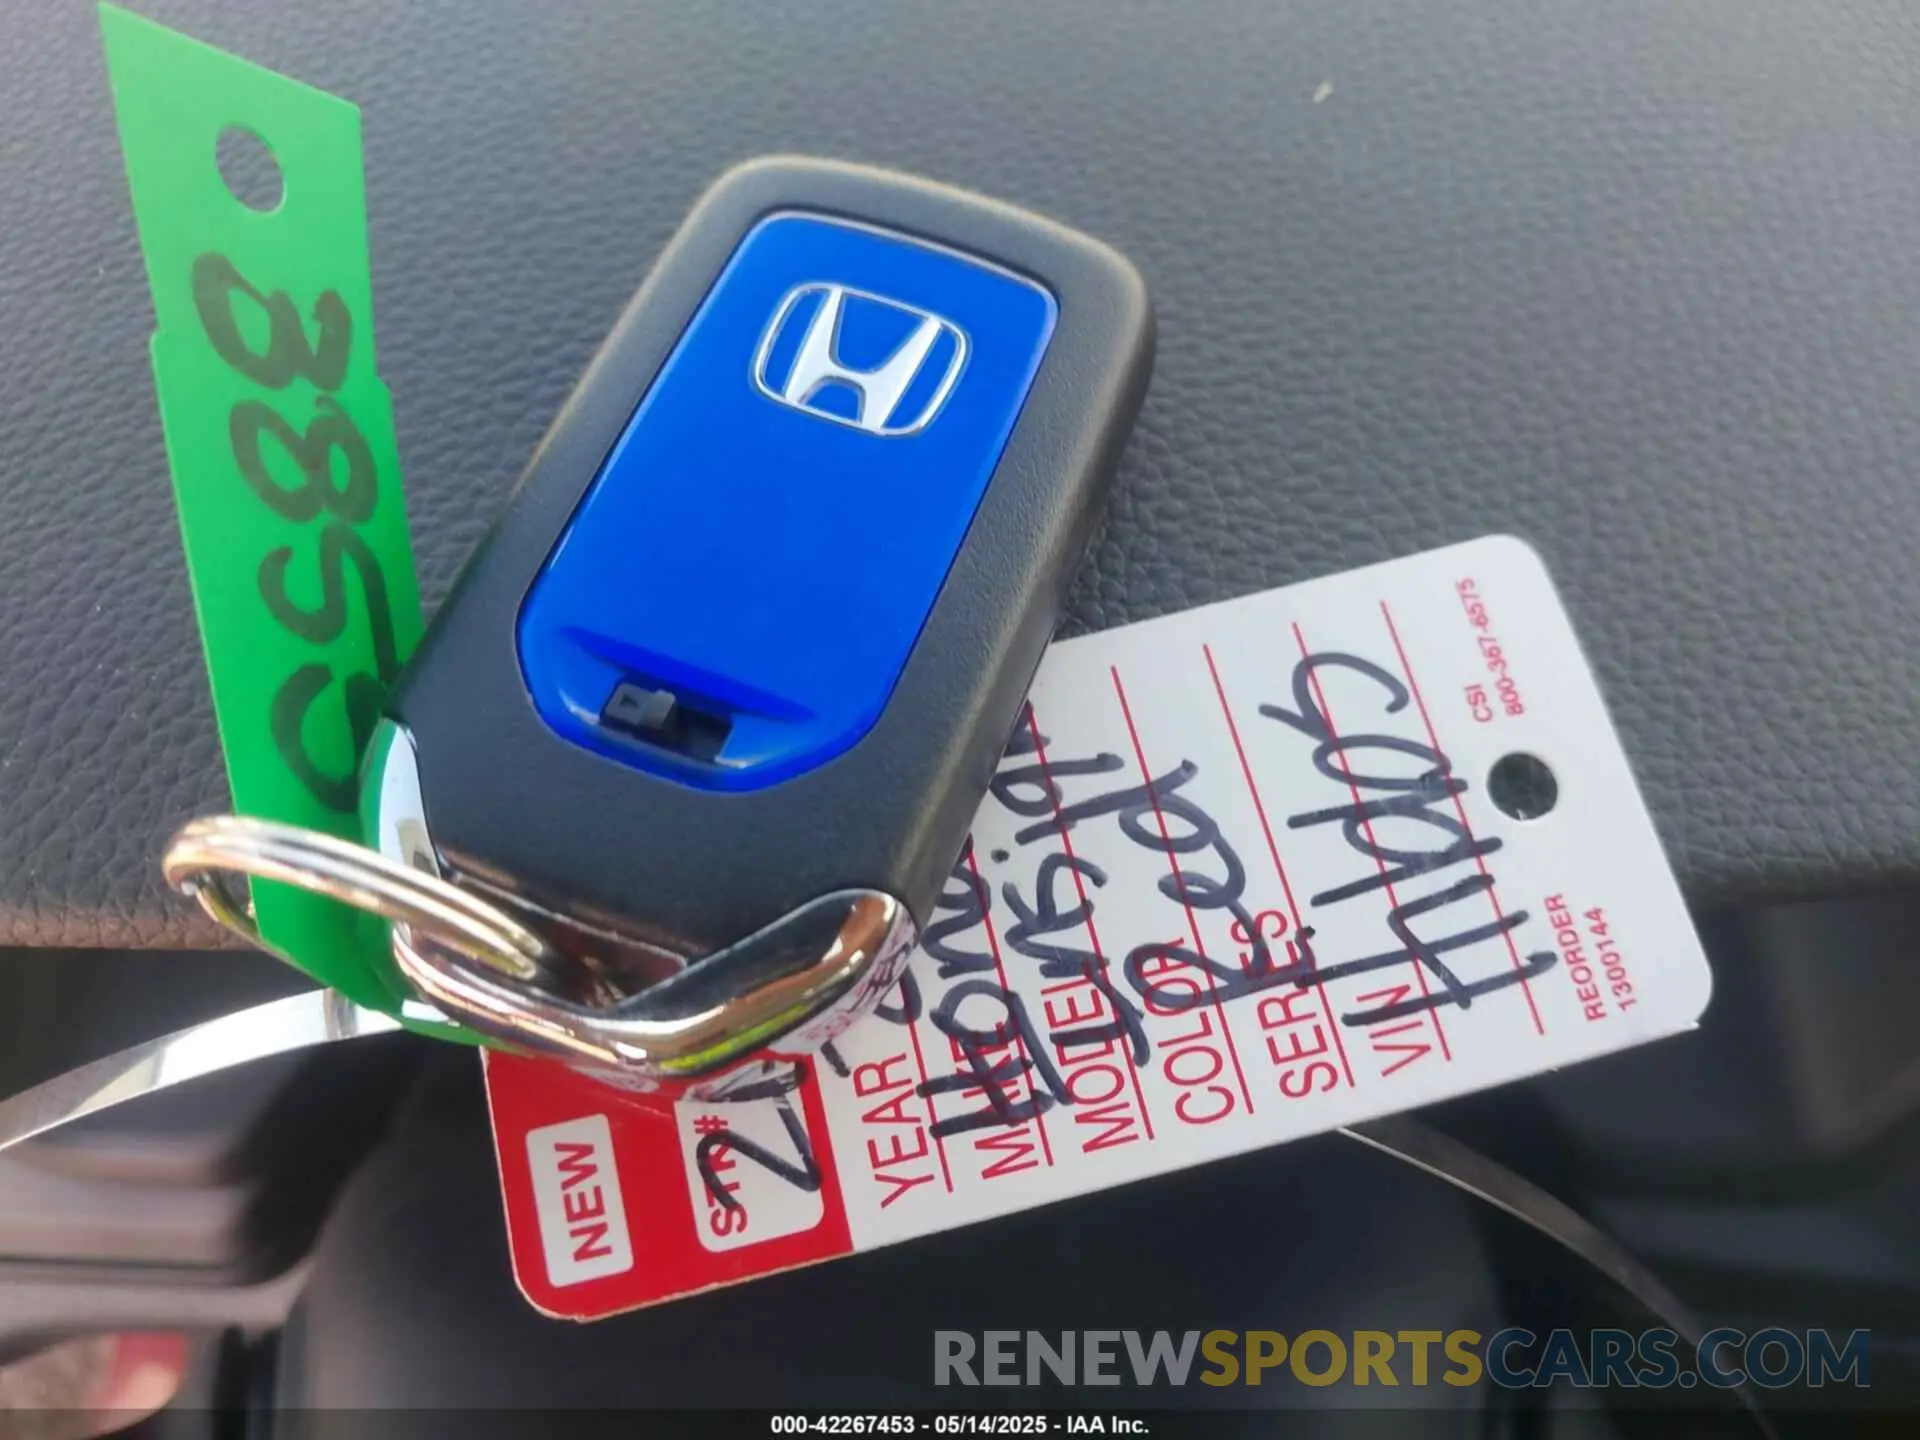 8850
NEW
STK#
YEAR
MAKE Honda
MODEL
COLOR Red
SERIES
VIN
CSI
800-367-6575
REORDER
1300144
RENEWSPORTSCARS.COM
000-42267453 - 05/14/2025 - IAA Inc.